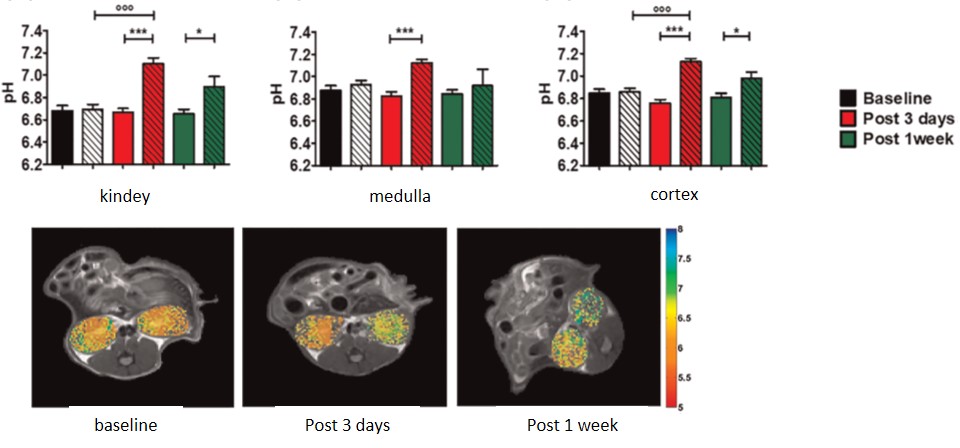 °°° *** *
7.4 7.2 7.0 6.8 6.6 6.4 6.2
pH
kindey
***
7.4 7.2 7.0 6.8 6.6 6.4 6.2
pH
medulla
°°° *** *
7.4 7.2 7.0 6.8 6.6 6.4 6.2
pH
cortex
Baseline
Post 3 days
Post 1week
8
7.5
7
6.5
6
5.5
5
baseline
Post 3 days
Post 1 week